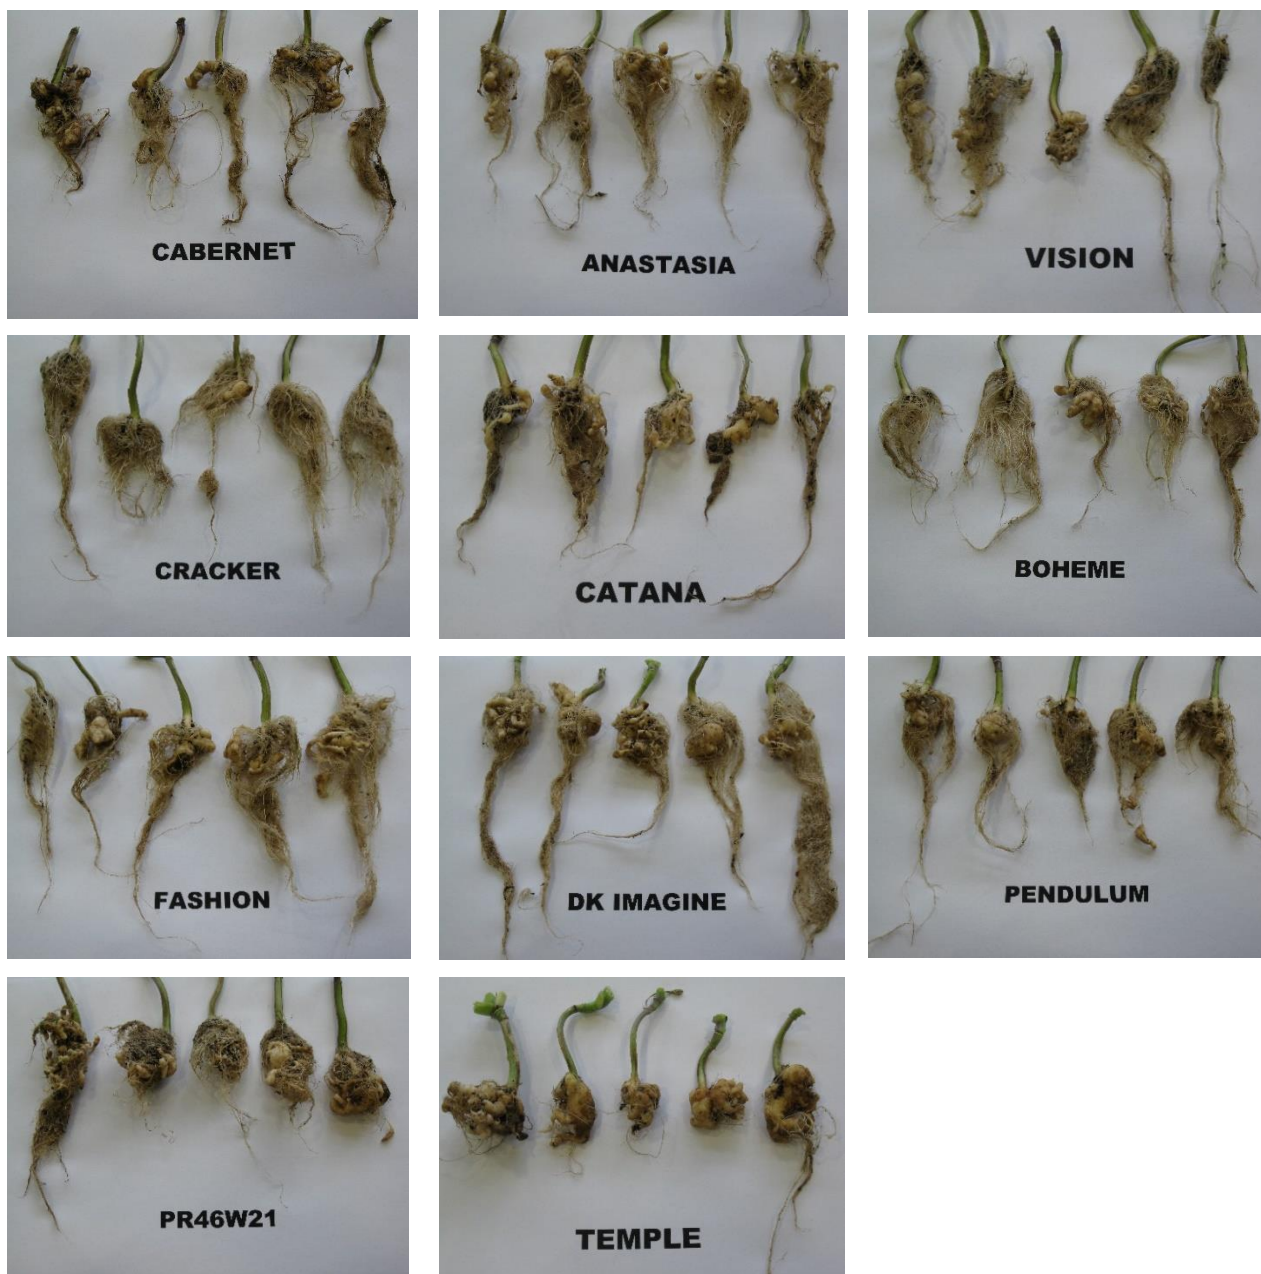 CABERNET
ANASTASIA
VISION
CRACKER
CATANA
BOHEME
FASHION
DK IMAGINE
PENDULUM
PR46W21
TEMPLE